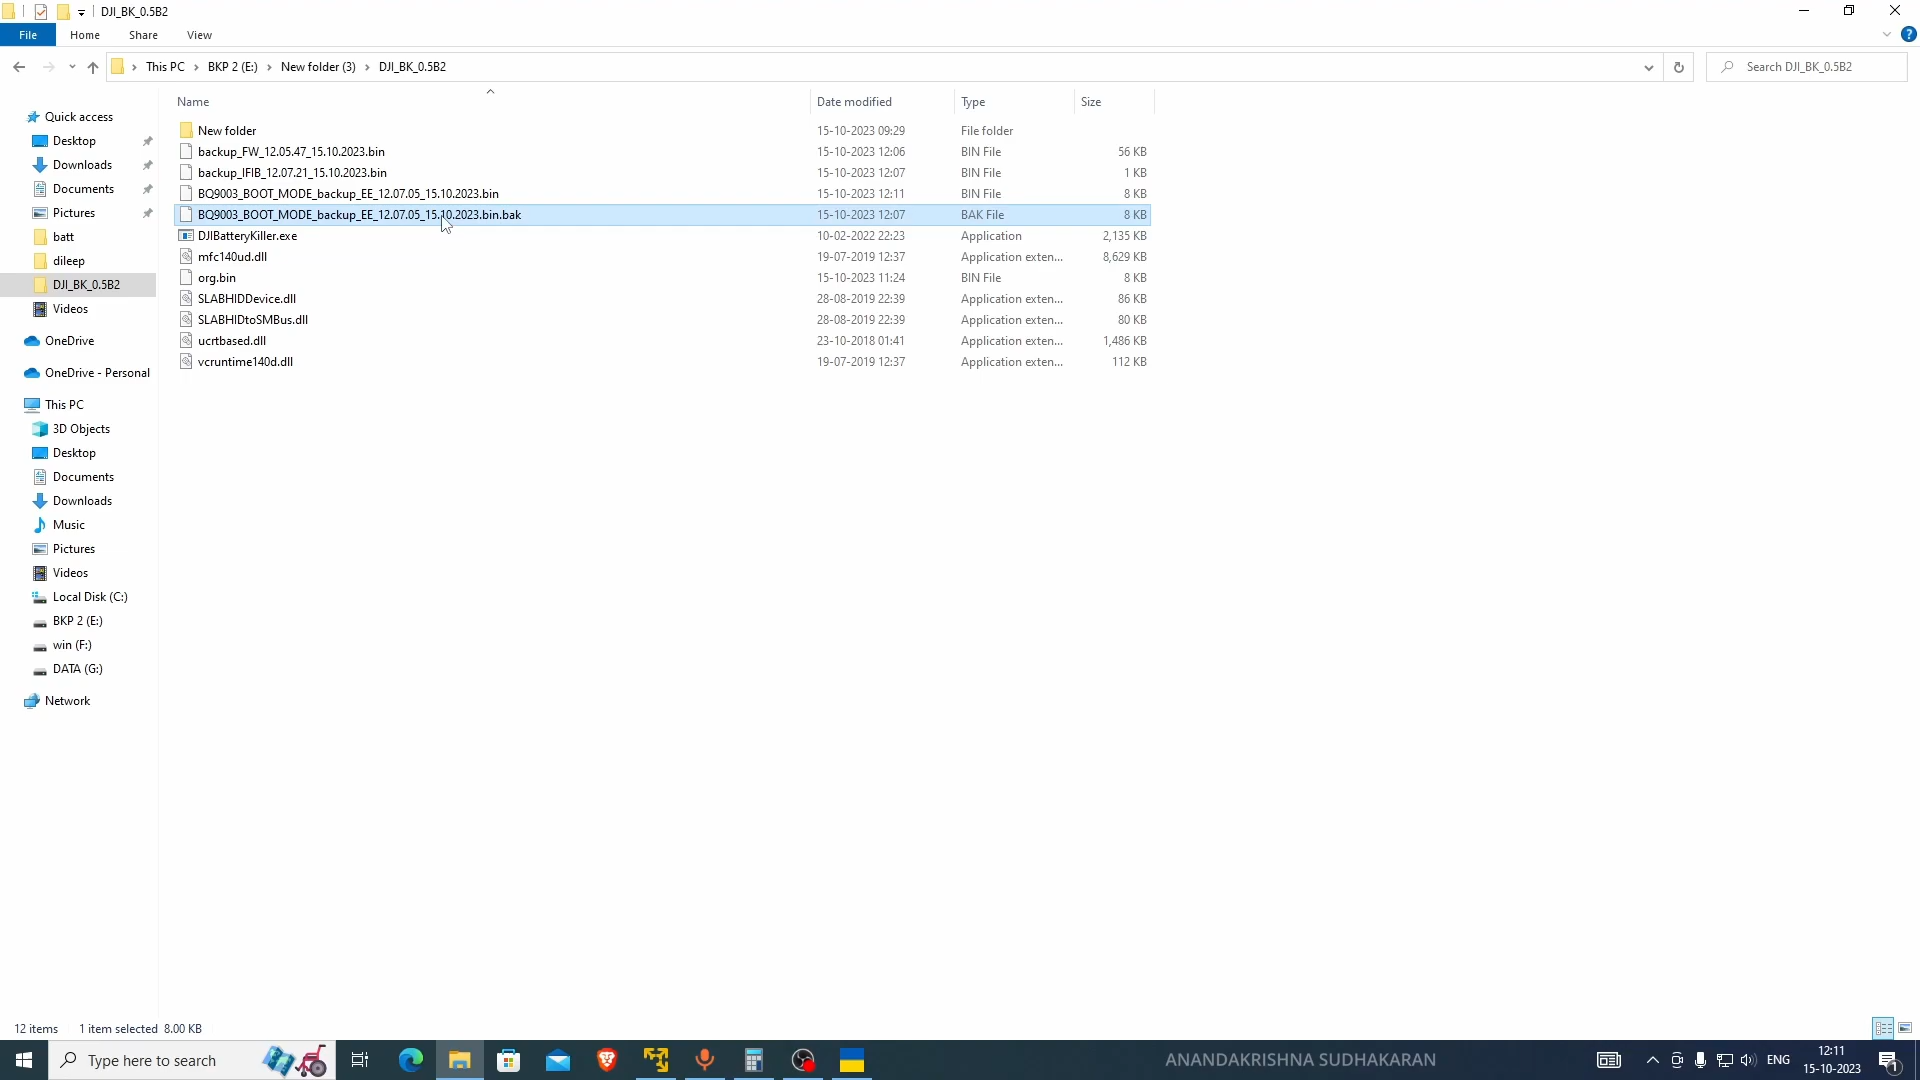 DJI_BK_0.5B2
File Home Share View
This PC BKP 2 (E:) New folder (3) DJI_BK_0.5B2
Search DJI_BK_0.5B2
Quick access
Desktop
Downloads
Documents
Pictures
batt
dileep
DJI_BK_0.5B2
Videos
OneDrive
OneDrive - Personal
This PC
3D Objects
Desktop
Documents
Downloads
Music
Pictures
Videos
Local Disk (C:)
BKP 2 (E:)
win (F:)
DATA (G:)
Network
Name Date modified Type Size
New folder 15-10-2023 09:29 File folder
backup_FW_12.05.47_15.10.2023.bin 15-10-2023 12:06 BIN File 56 KB
backup_IFIB_12.07.21_15.10.2023.bin 15-10-2023 12:07 BIN File 1 KB
BQ9003_BOOT_MODE_backup_EE_12.07.05_15.10.2023.bin 15-10-2023 12:11 BIN File 8 KB
BQ9003_BOOT_MODE_backup_EE_12.07.05_15.10.2023.bin.bak 15-10-2023 12:07 BAK File 8 KB
DJIBatteryKiller.exe 10-02-2022 22:23 Application 2,135 KB
mfc140ud.dll 19-07-2019 12:37 Application exten... 8,629 KB
org.bin 15-10-2023 11:24 BIN File 8 KB
SLABHIDDevice.dll 28-08-2019 22:39 Application exten... 86 KB
SLABHIDtoSMBus.dll 28-08-2019 22:39 Application exten... 80 KB
ucrtbased.dll 23-10-2018 01:41 Application exten... 1,486 KB
vcruntime140d.dll 19-07-2019 12:37 Application exten... 112 KB
12 items 1 item selected 8.00 KB
Type here to search
ANANDAKRISHNA SUDHAKARAN
ENG
12:11
15-10-2023
1